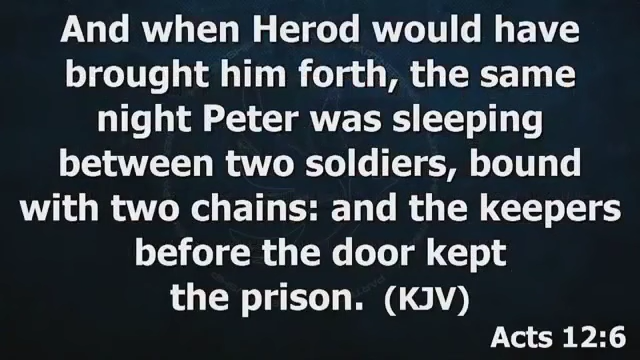 And when Herod would have
brought him forth, the same
night Peter was sleeping
between two soldiers, bound
with two chains: and the keepers
before the door kept
the prison. (KJV)
Acts 12:6